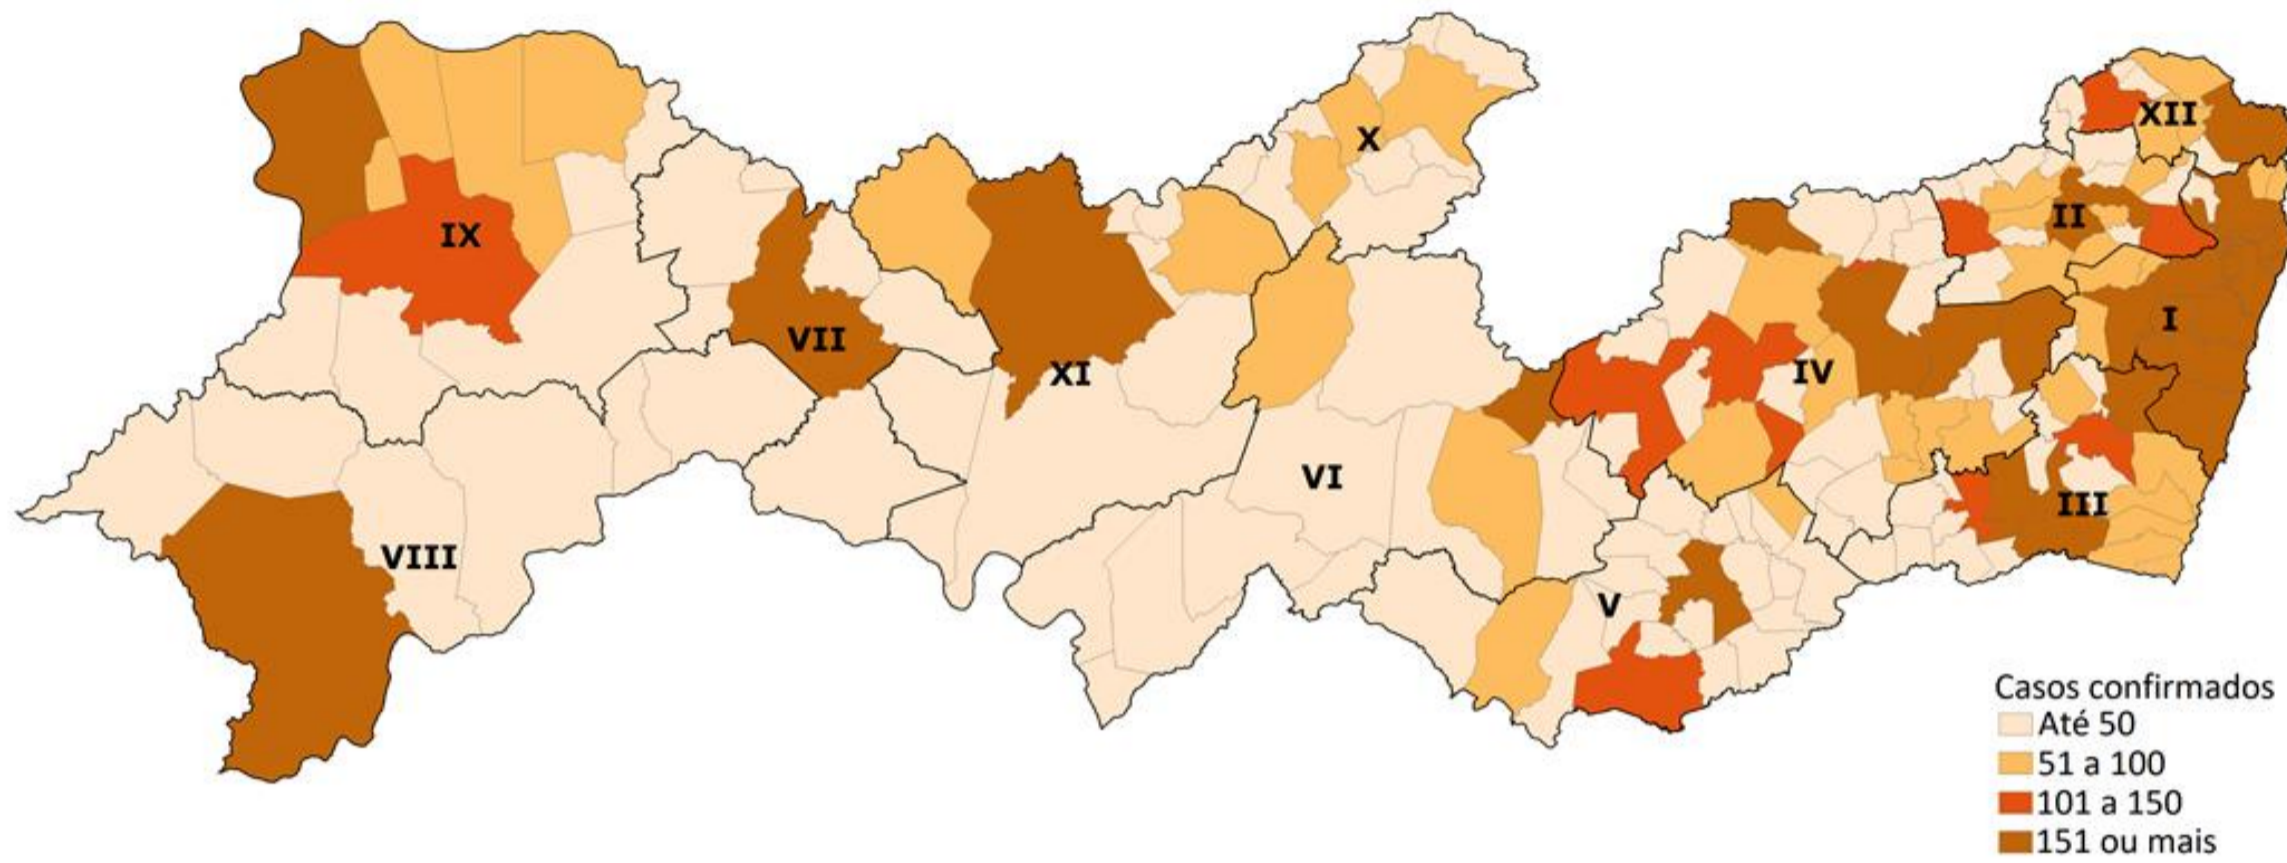 XII
X
II
IX
I
VII
XI
IV
VI
III
VIII
V
Casos confirmados
Até 50
51 a 100
101 a 150
151 ou mais